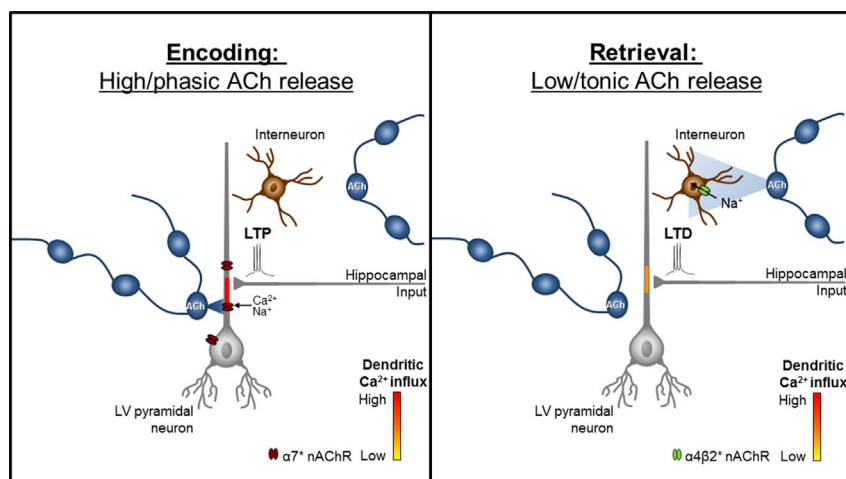 Encoding:
High/phasic ACh release
Interneuron
ACh
LTP
Hippocampal
Input
ACh
Ca²⁺
Na⁺
Dendritic
Ca²⁺ influx
High
LV pyramidal
neuron
α7* nAChR
Low
Retrieval:
Low/tonic ACh release
Interneuron
ACh
Na⁺
LTD
Hippocampal
Input
ACh
Dendritic
Ca²⁺ influx
High
LV pyramidal
neuron
α4β2* nAChR
Low